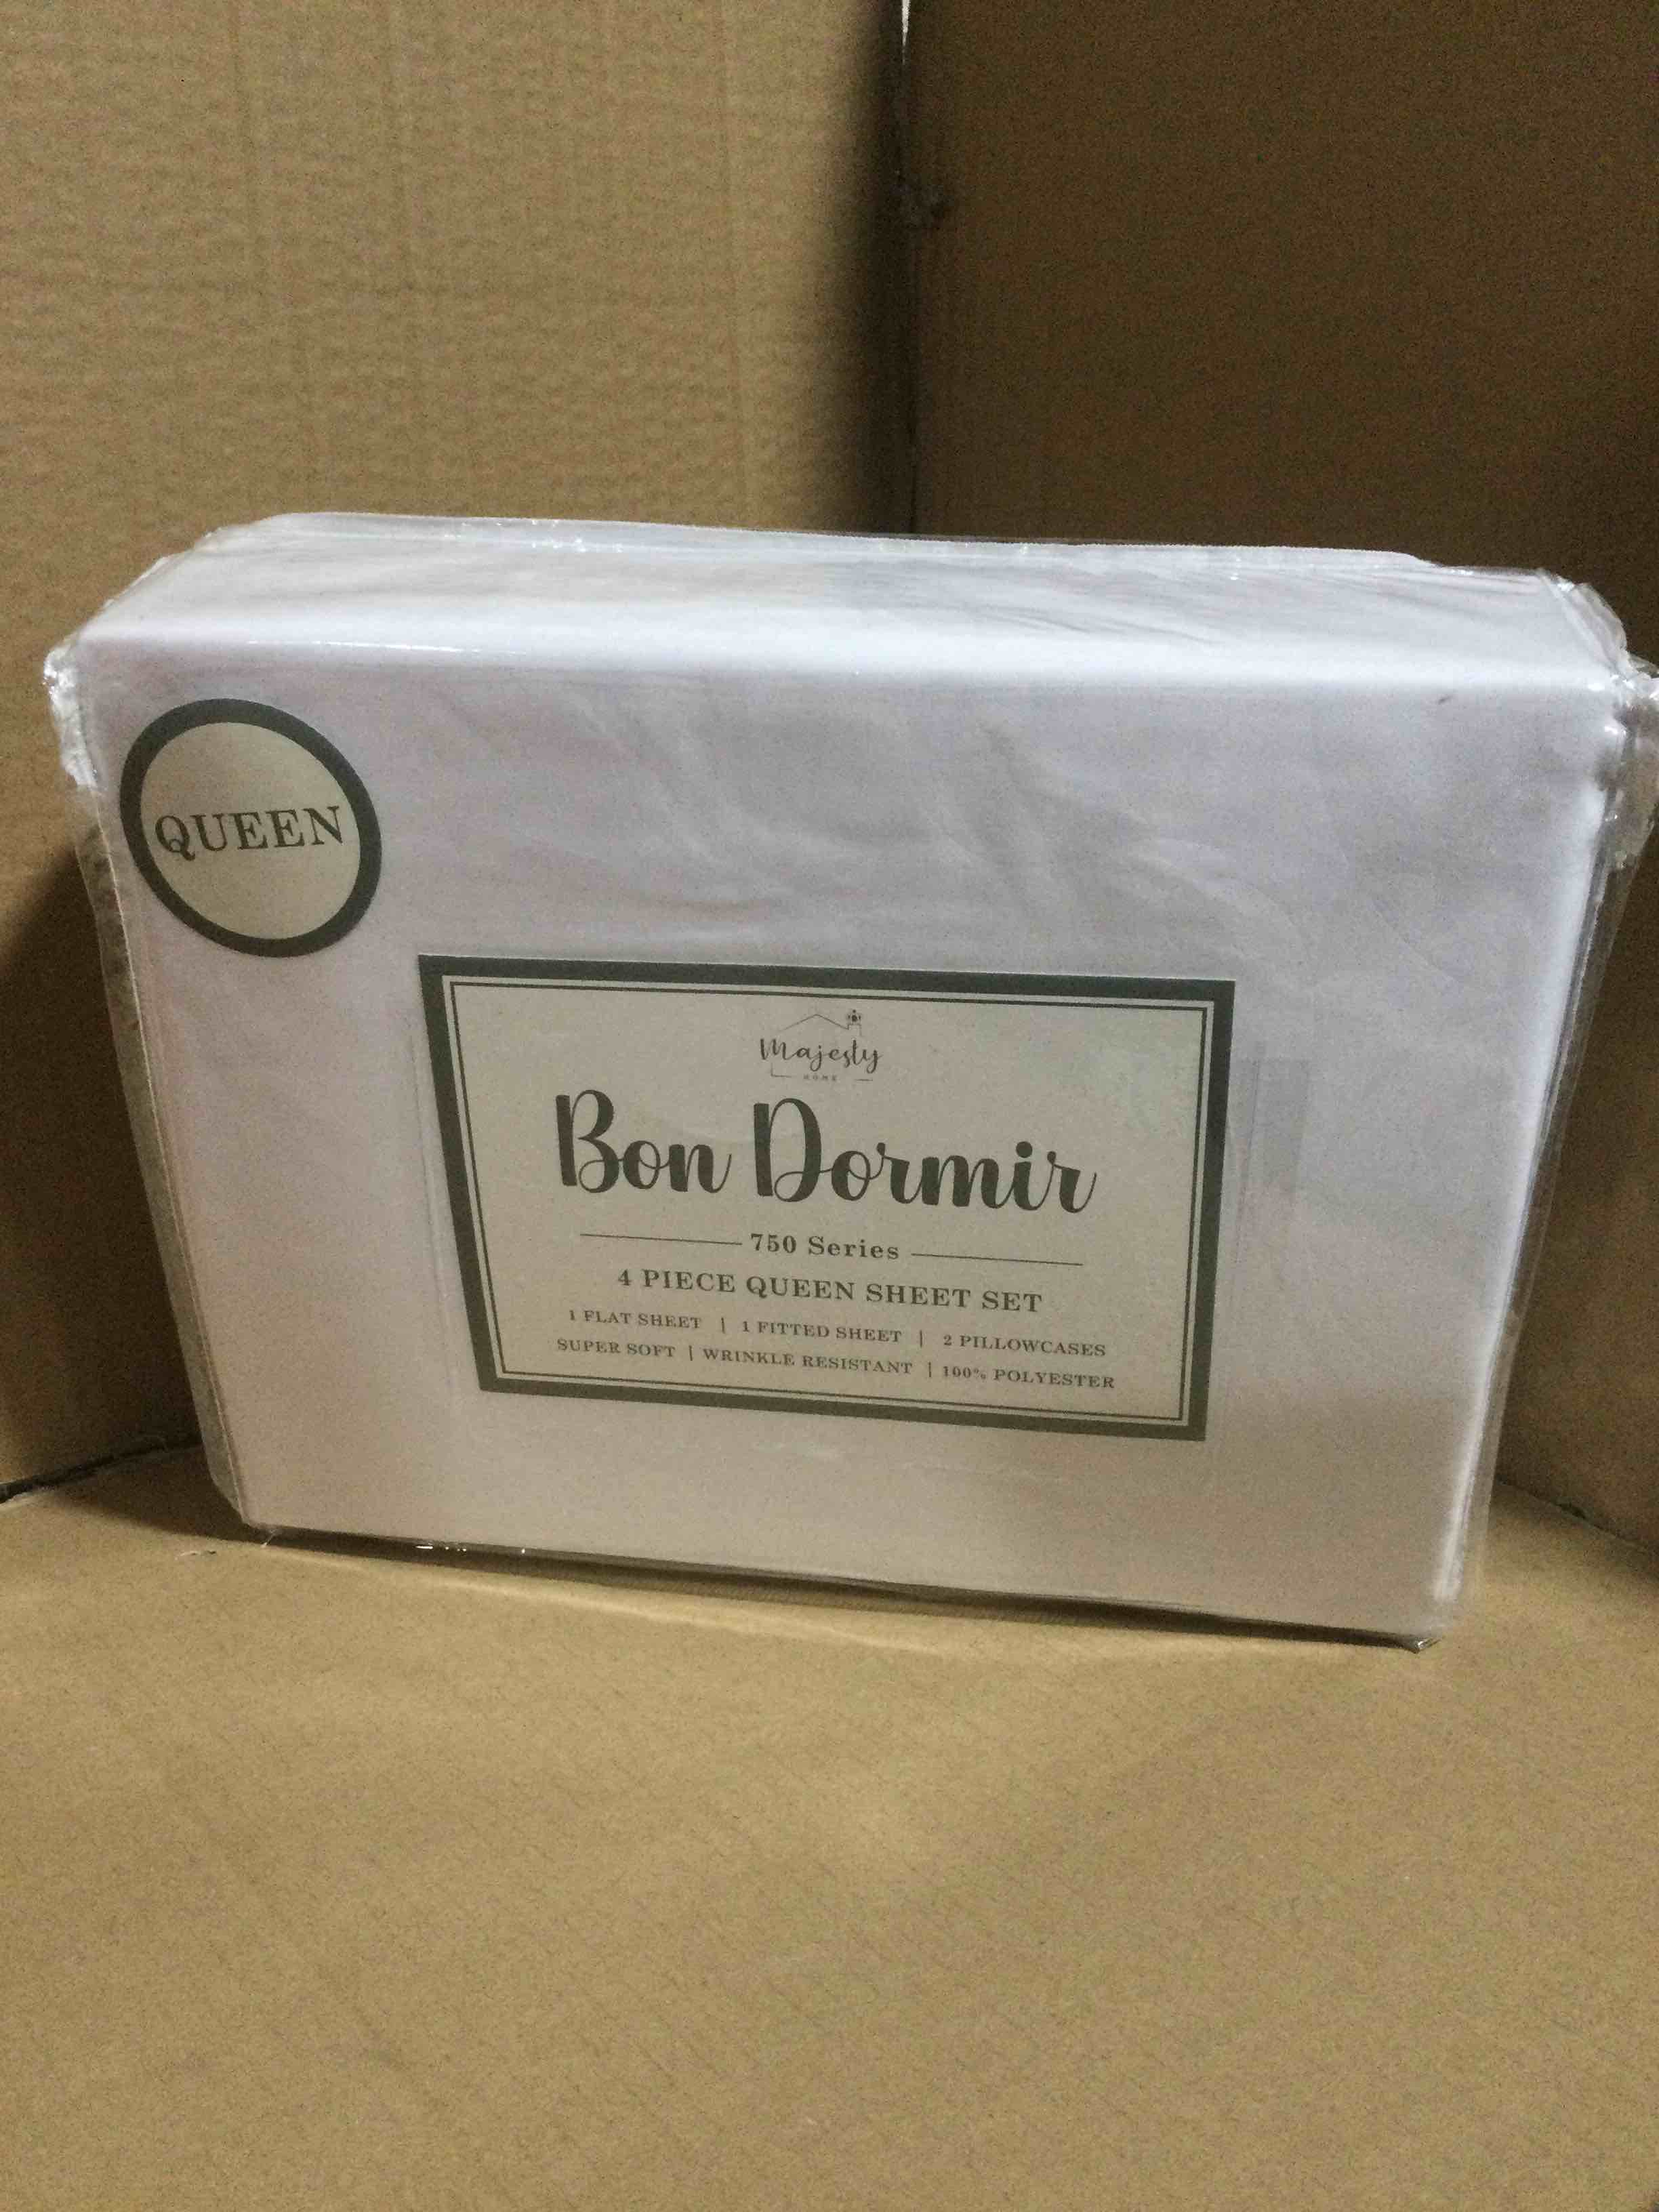 QUEEN
Majesty
HOME
Bon Dormir
750 Series
4 PIECE QUEEN SHEET SET
1 FLAT SHEET | 1 FITTED SHEET | 2 PILLOWCASES
SUPER SOFT | WRINKLE RESISTANT | 100% POLYESTER